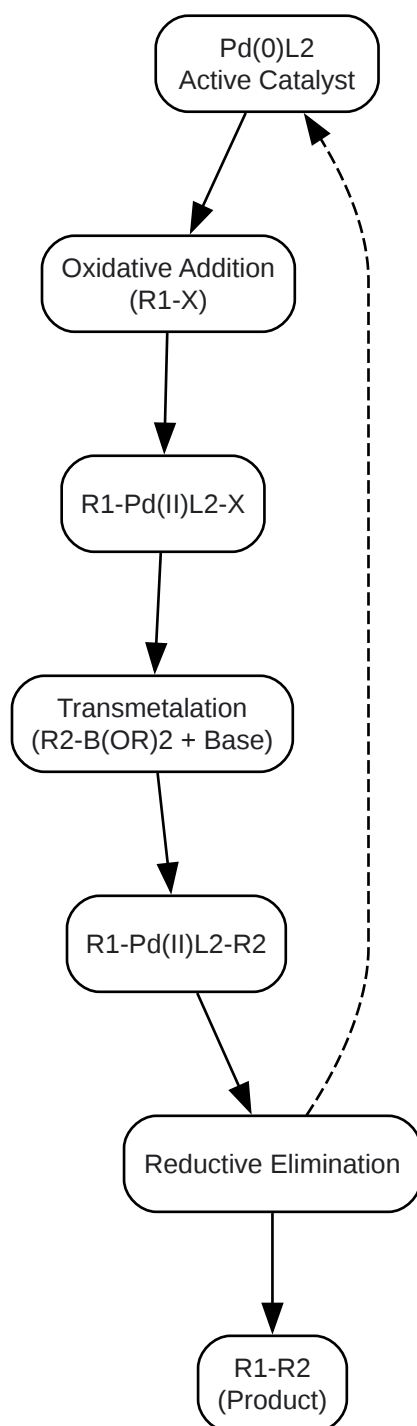 Pd(0)L2
Active Catalyst
Oxidative Addition
(R1-X)
R1-Pd(II)L2-X
Transmetalation
(R2-B(OR)2 + Base)
R1-Pd(II)L2-R2
Reductive Elimination
R1-R2
(Product)